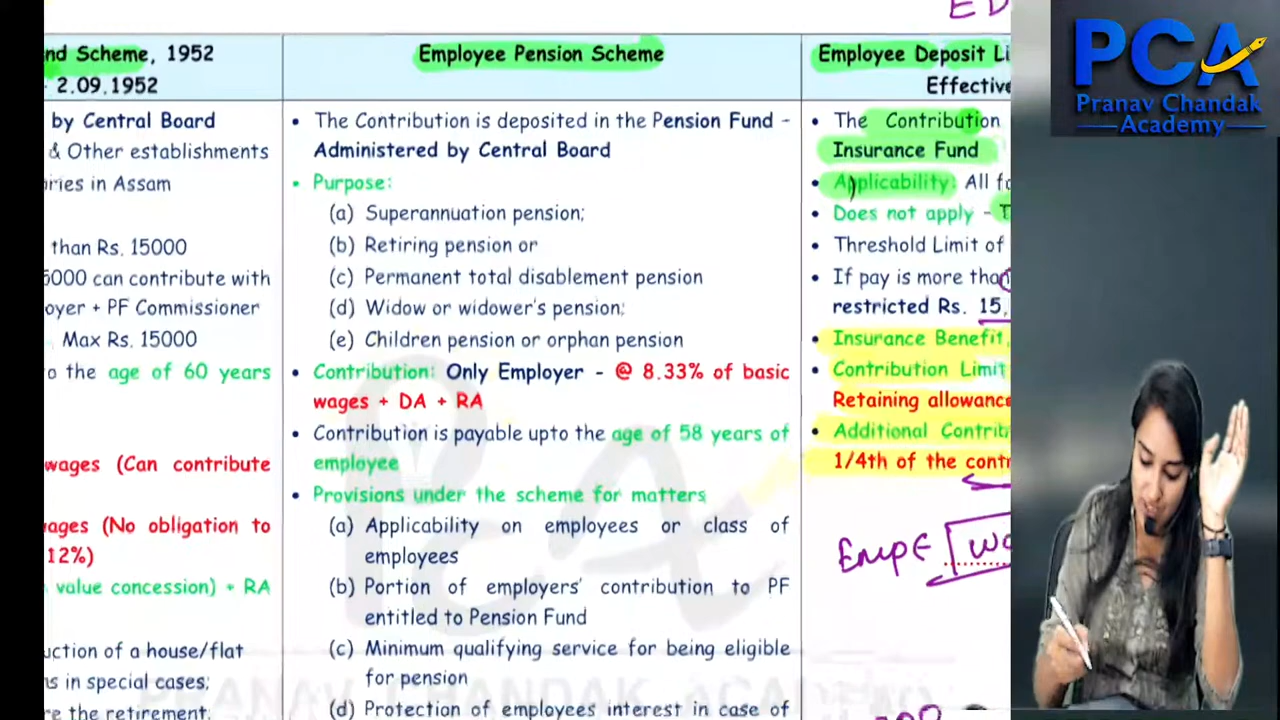 ED
nd Scheme, 1952
2.09.1952
by Central Board
& Other establishments
ries in Assam
than Rs. 15000
5000 can contribute with
oyer + PF Commissioner
Max Rs. 15000
o the age of 60 years
wages (Can contribute
ages (No obligation to
12%)
value concession) + RA
uction of a house/flat
s in special cases;
re the retirement.
Employee Pension Scheme
• The Contribution is deposited in the Pension Fund –
Administered by Central Board
• Purpose:
(a) Superannuation pension;
(b) Retiring pension or
(c) Permanent total disablement pension
(d) Widow or widower's pension;
(e) Children pension or orphan pension
• Contribution: Only Employer - @ 8.33% of basic
wages + DA + RA
• Contribution is payable upto the age of 58 years of
employee
• Provisions under the scheme for matters
(a) Applicability on employees or class of
employees
(b) Portion of employers' contribution to PF
entitled to Pension Fund
(c) Minimum qualifying service for being eligible
for pension
(d) Protection of employees interest in case of
Employee Deposit Li
Effective
• The Contribution
Insurance Fund
• Applicability: All fa
• Does not apply - T
• Threshold Limit of
• If pay is more than
restricted Rs. 15,
• Insurance Benefit
• Contribution Limit
Retaining allowance
• Additional Contrib
1/4th of the contr
PCA
Pranav Chandak
Academy
PRANAV CHANDAK ACADEMY